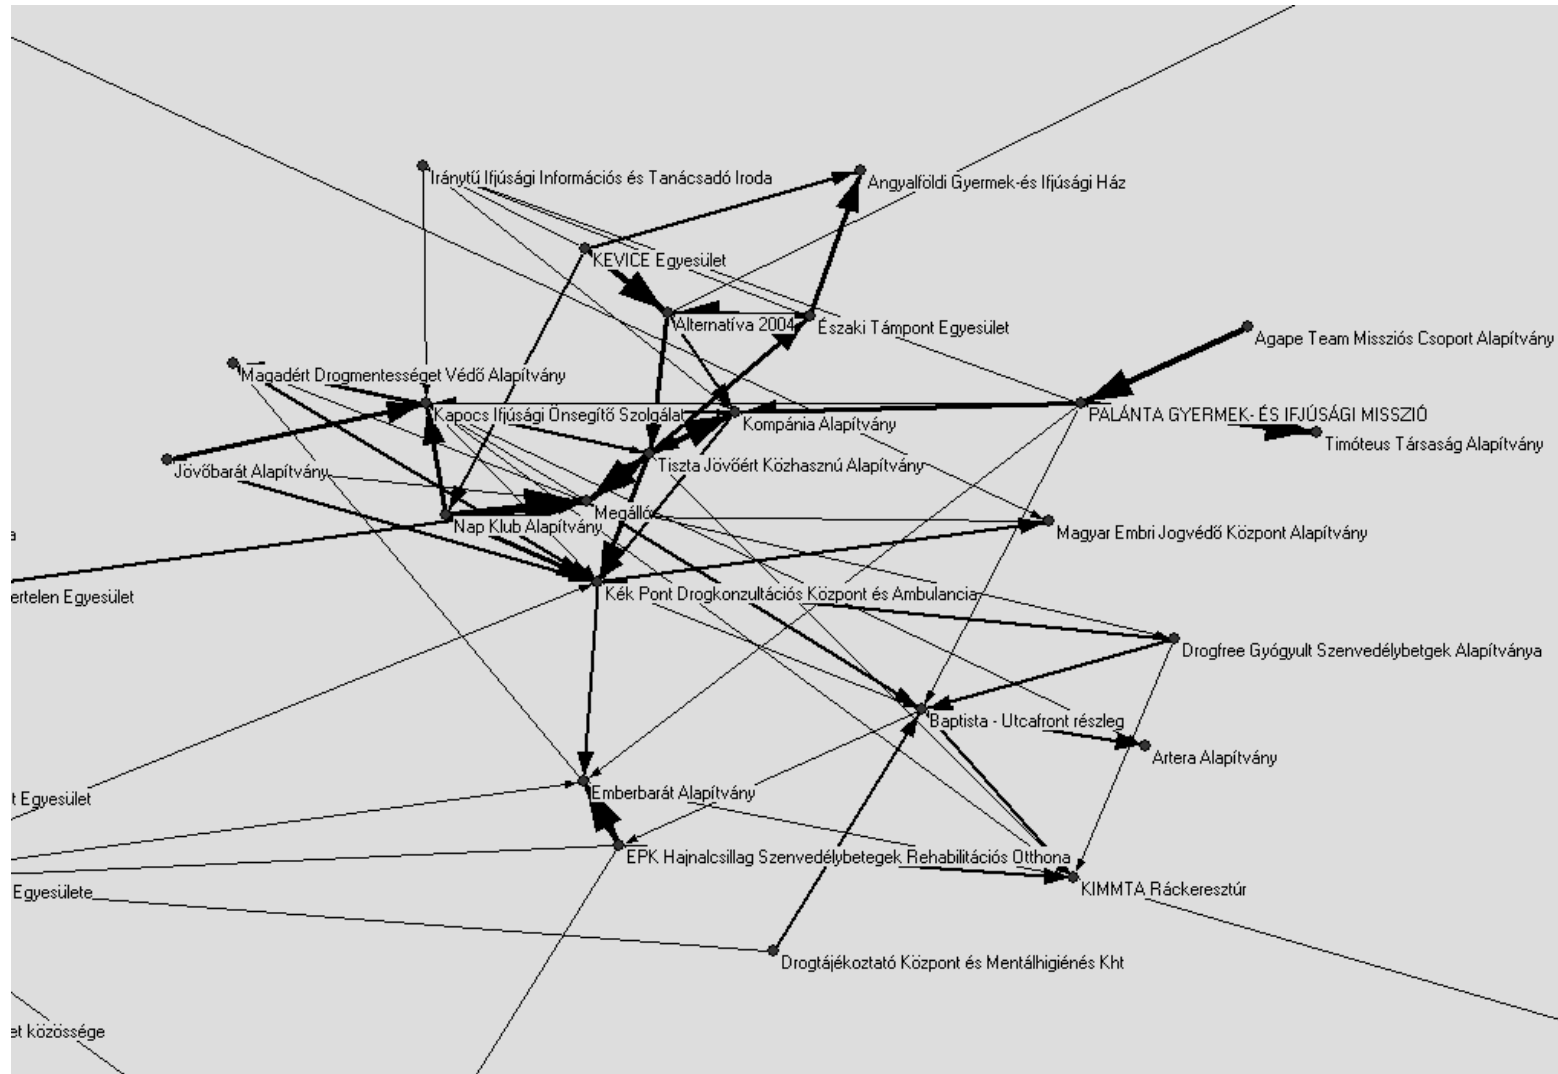 Iránytű Ifjúsági Információs és Tanácsadó Iroda
Angyalföldi Gyermek-és Ifjúsági Ház
KEVICE Egyesület
Alternatíva 2004
Északi Támpont Egyesület
Agape Team Missziós Csoport Alapítvány
Magadért Drogmentességet Védő Alapítvány
Kapocs Ifjúsági Önsegítő Szolgálat
Kompánia Alapítvány
PALÁNTA GYERMEK- ÉS IFJÚSÁGI MISSZIÓ
Timóteus Társaság Alapítvány
Jövőbarát Alapítvány
Tiszta Jövőért Közhasznú Alapítvány
Megálló
Nap Klub Alapítvány
Magyar Embri Jogvédő Központ Alapítvány
a
ertelen Egyesület
Kék Pont Drogkonzultációs Központ és Ambulancia
Drogfree Gyógyult Szenvedélybetgek Alapítványa
Baptista - Utcafront részleg
Artera Alapítvány
t Egyesület
Emberbarát Alapítvány
EPK Hajnalcsillag Szenvedélybetegek Rehabilitációs Otthona
KIMMTA Ráckeresztúr
Egyesülete
Drogtájékoztató Központ és Mentálhigiénés Kht
et közössége